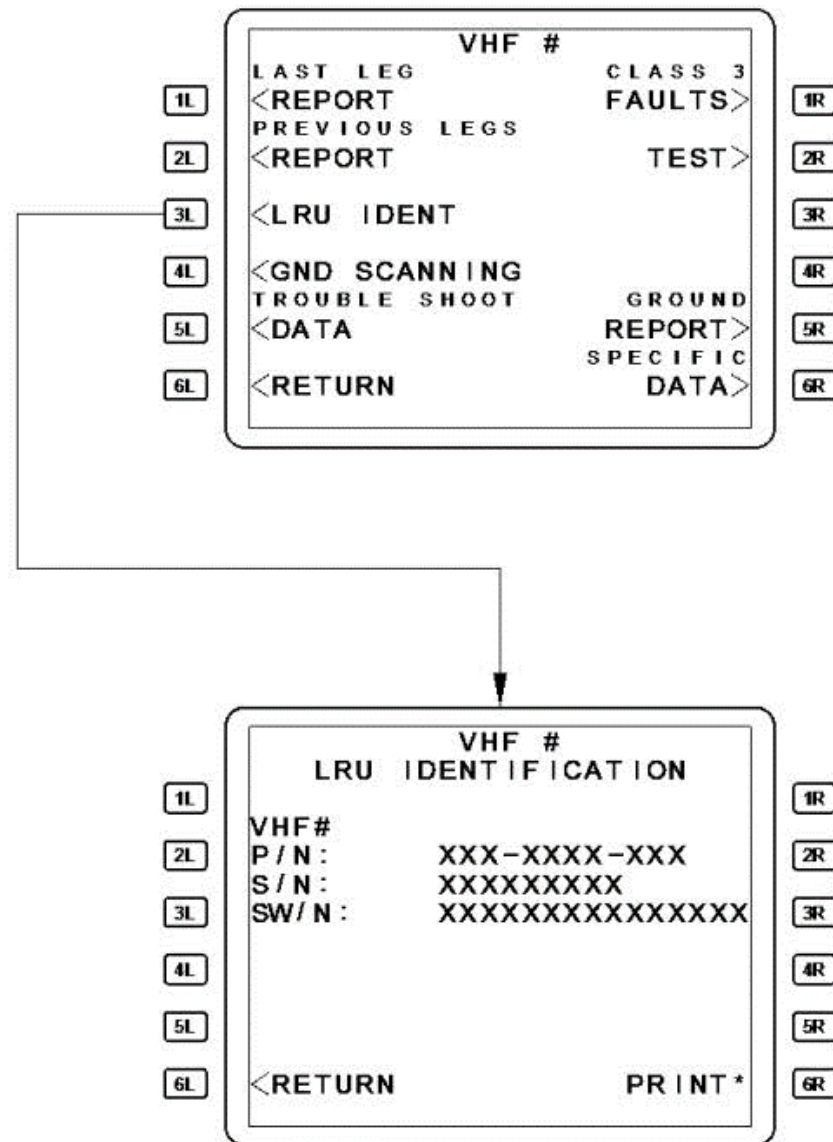 VHF #
LAST LEG CLASS 3
1L <REPORT FAULTS> 1R
PREVIOUS LEGS
2L <REPORT TEST> 2R
3L <LRU IDENT 3R
4L <GND SCANNING 4R
TROUBLE SHOOT GROUND
5L <DATA REPORT> 5R
SPECIFIC
6L <RETURN DATA> 6R
VHF #
LRU IDENTIFICATION
1L 1R
VHF#
2L P/N: XXX-XXXX-XXX 2R
S/N: XXXXXXXXX
3L SW/N: XXXXXXXXXXXXXXX 3R
4L 4R
5L 5R
6L <RETURN PRINT* 6R